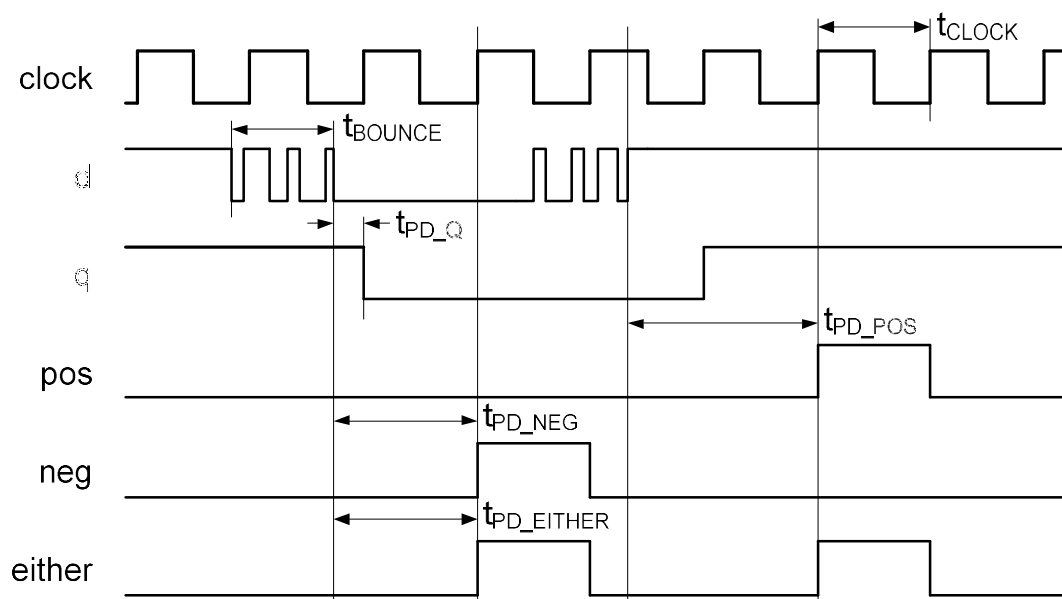 tCLOCK
clock
tBOUNCE
d
tPD_Q
q
tPD_POS
pos
tPD_NEG
neg
tPD_EITHER
either